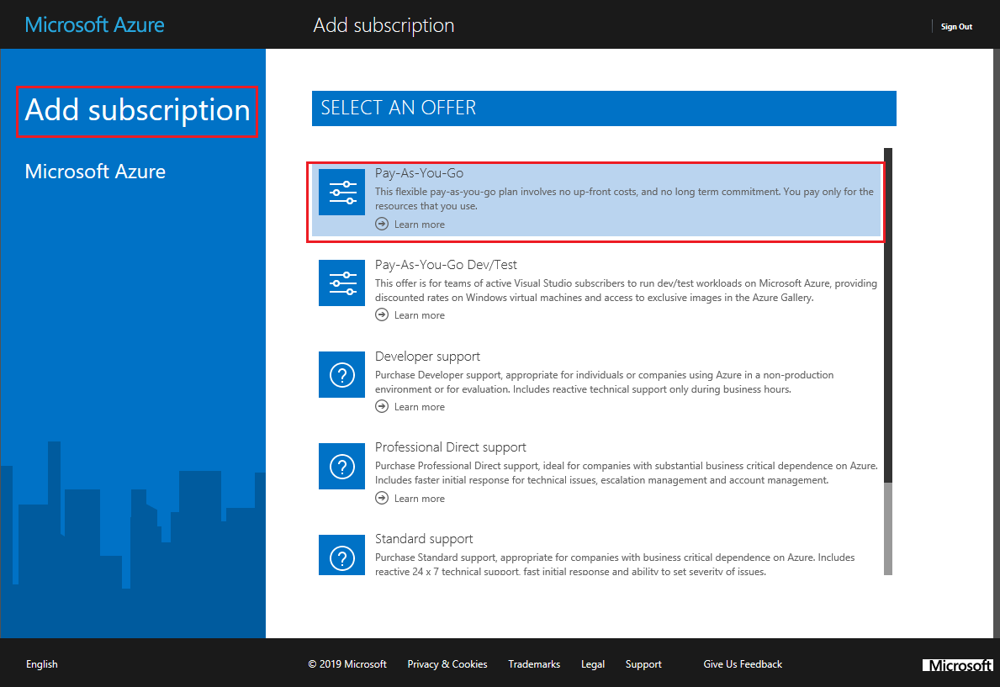 Microsoft Azure
Add subscription
Sign Out
Add subscription
Microsoft Azure
SELECT AN OFFER
Pay-As-You-Go
This flexible pay-as-you-go plan involves no up-front costs, and no long term commitment. You pay only for the
resources that you use.
Learn more
Pay-As-You-Go Dev/Test
This offer is for teams of active Visual Studio subscribers to run dev/test workloads on Microsoft Azure, providing
discounted rates on Windows virtual machines and access to exclusive images in the Azure Gallery.
Learn more
Developer support
Purchase Developer support, appropriate for individuals or companies using Azure in a non-production
environment or for evaluation. Includes reactive technical support only during business hours.
Learn more
Professional Direct support
Purchase Professional Direct support, ideal for companies with substantial business critical dependence on Azure.
Includes faster initial response for technical issues, escalation management and account management.
Learn more
Standard support
Purchase Standard support, appropriate for companies with business critical dependence on Azure. Includes
reactive 24 x 7 technical support, fast initial response and ability to set severity of issues.
English
© 2019 Microsoft
Privacy & Cookies
Trademarks
Legal
Support
Give Us Feedback
Microsoft